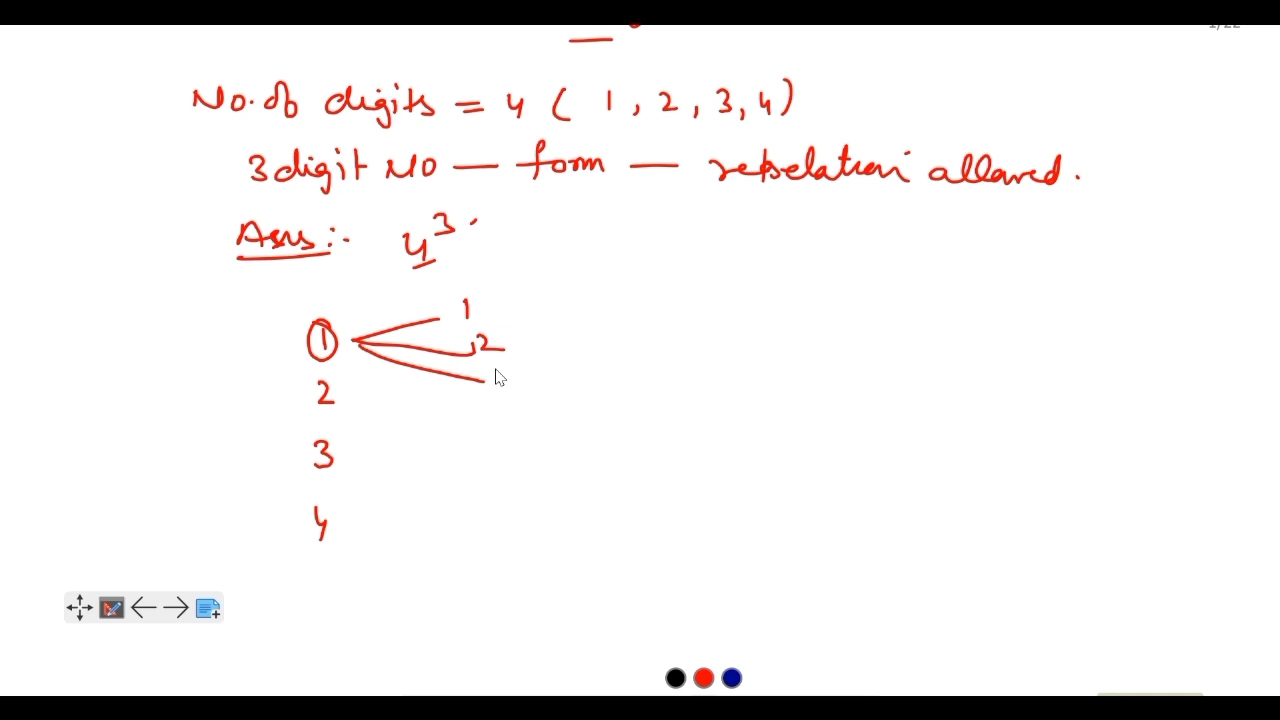 No. of digits = 4 ( 1, 2, 3, 4)
3 digit No — form — repelation allowed.
Ans :- 4³.
1
1 2
2
3
4